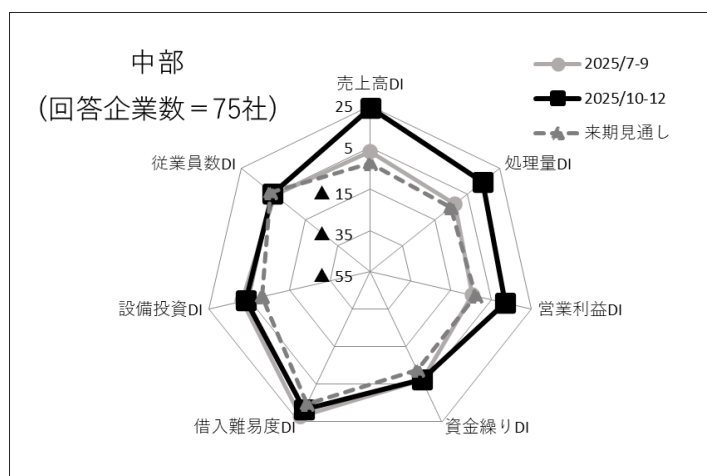 中部
(回答企業数＝75社)
2025/7-9
2025/10-12
来期見通し
売上高DI
処理量DI
営業利益DI
資金繰りDI
借入難易度DI
設備投資DI
従業員数DI
25
5
▲ 15
▲ 35
▲ 55